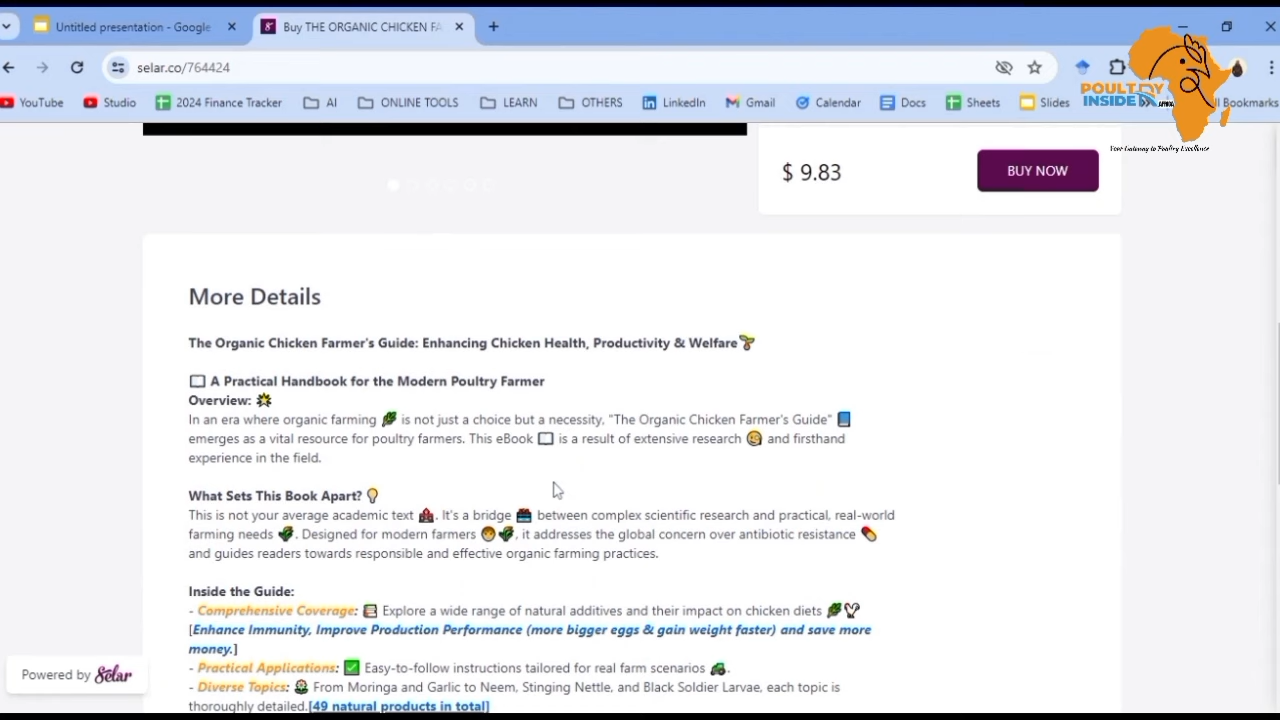 Untitled presentation - Google
Buy THE ORGANIC CHICKEN FA
selar.co/764424
YouTube
Studio
2024 Finance Tracker
AI
ONLINE TOOLS
LEARN
OTHERS
LinkedIn
Gmail
Calendar
Docs
Sheets
Slides
ll Bookmarks
POULTRY
INSIDER
Your Gateway to Poultry Excellence
$ 9.83
BUY NOW
More Details
The Organic Chicken Farmer's Guide: Enhancing Chicken Health, Productivity & Welfare
A Practical Handbook for the Modern Poultry Farmer
Overview:
In an era where organic farming is not just a choice but a necessity, "The Organic Chicken Farmer's Guide"
emerges as a vital resource for poultry farmers. This eBook is a result of extensive research and firsthand
experience in the field.
What Sets This Book Apart?
This is not your average academic text . It's a bridge between complex scientific research and practical, real-world
farming needs . Designed for modern farmers , it addresses the global concern over antibiotic resistance
and guides readers towards responsible and effective organic farming practices.
Inside the Guide:
- Comprehensive Coverage: Explore a wide range of natural additives and their impact on chicken diets
[Enhance Immunity, Improve Production Performance (more bigger eggs & gain weight faster) and save more
money.]
- Practical Applications: Easy-to-follow instructions tailored for real farm scenarios .
- Diverse Topics: From Moringa and Garlic to Neem, Stinging Nettle, and Black Soldier Larvae, each topic is
thoroughly detailed.[49 natural products in total]
Powered by Selar